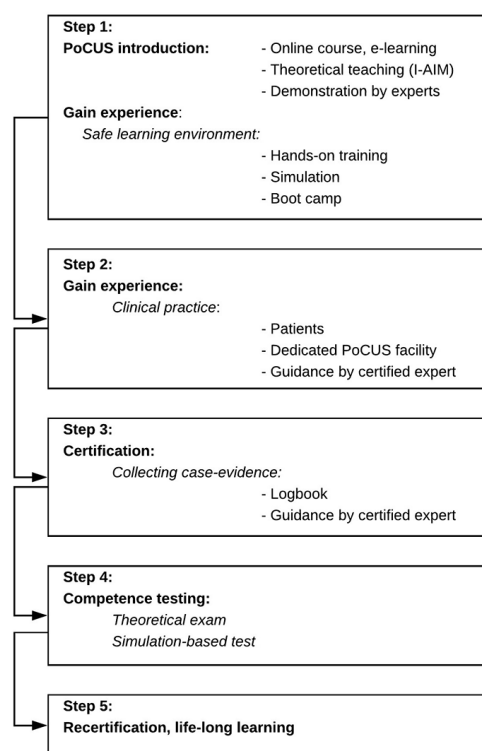 Step 1:
PoCUS introduction: - Online course, e-learning
- Theoretical teaching (I-AIM)
- Demonstration by experts
Gain experience:
Safe learning environment:
- Hands-on training
- Simulation
- Boot camp
Step 2:
Gain experience:
Clinical practice:
- Patients
- Dedicated PoCUS facility
- Guidance by certified expert
Step 3:
Certification:
Collecting case-evidence:
- Logbook
- Guidance by certified expert
Step 4:
Competence testing:
Theoretical exam
Simulation-based test
Step 5:
Recertification, life-long learning